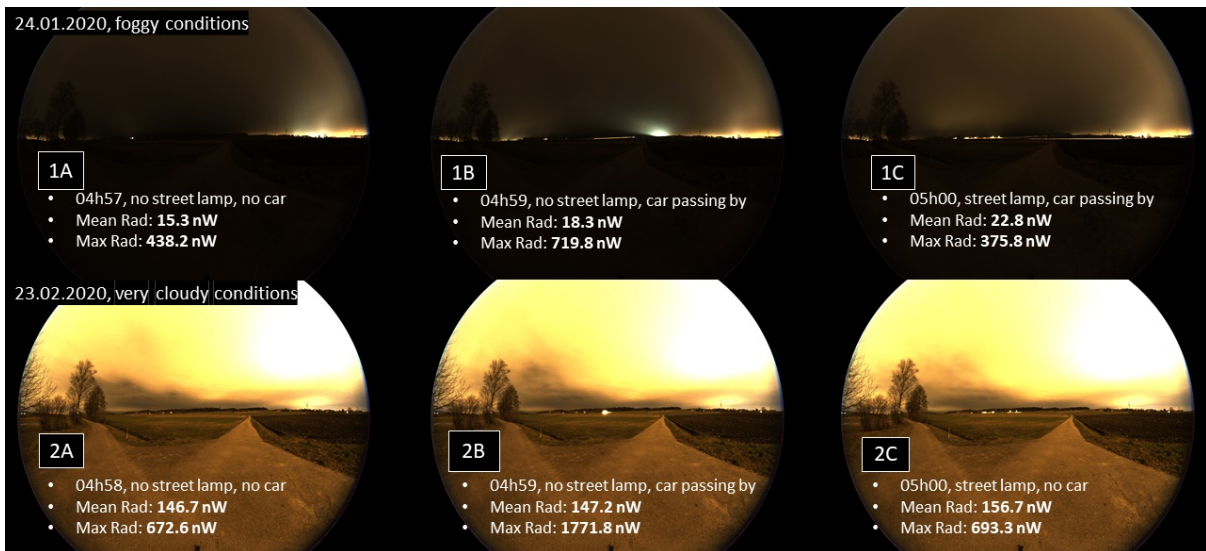 24.01.2020, foggy conditions
1A
• 04h57, no street lamp, no car
• Mean Rad: 15.3 nW
• Max Rad: 438.2 nW
1B
• 04h59, no street lamp, car passing by
• Mean Rad: 18.3 nW
• Max Rad: 719.8 nW
1C
• 05h00, street lamp, car passing by
• Mean Rad: 22.8 nW
• Max Rad: 375.8 nW
23.02.2020, very cloudy conditions
2A
• 04h58, no street lamp, no car
• Mean Rad: 146.7 nW
• Max Rad: 672.6 nW
2B
• 04h59, no street lamp, car passing by
• Mean Rad: 147.2 nW
• Max Rad: 1771.8 nW
2C
• 05h00, street lamp, no car
• Mean Rad: 156.7 nW
• Max Rad: 693.3 nW